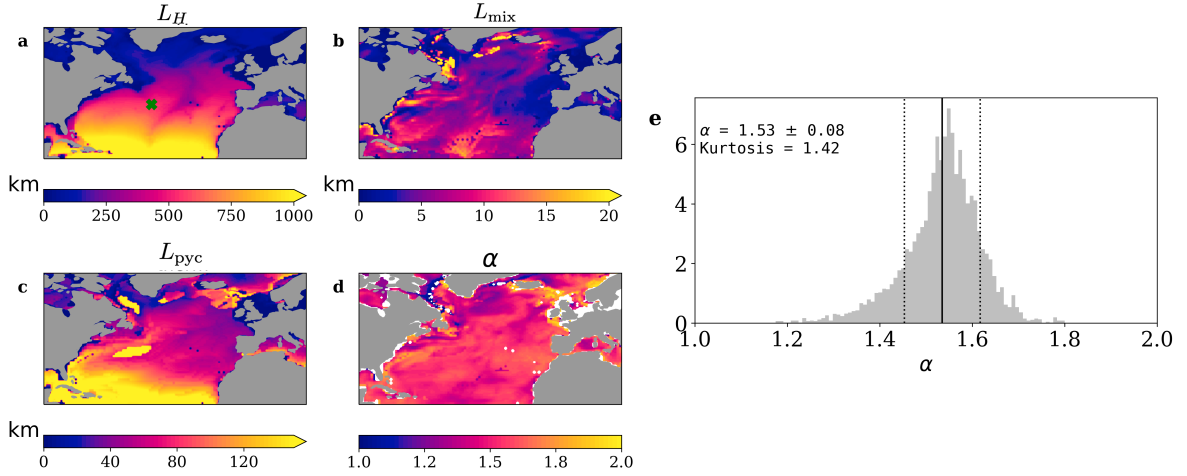 L_H
L_mix
a
b
km
0 250 500 750 1000
km
0 5 10 15 20
L_pyc
α
c
d
km
0 40 80 120
1.0 1.2 1.5 1.8 2.0
e
α = 1.53 ± 0.08
Kurtosis = 1.42
6
4
2
0
1.0 1.2 1.4 1.6 1.8 2.0
α